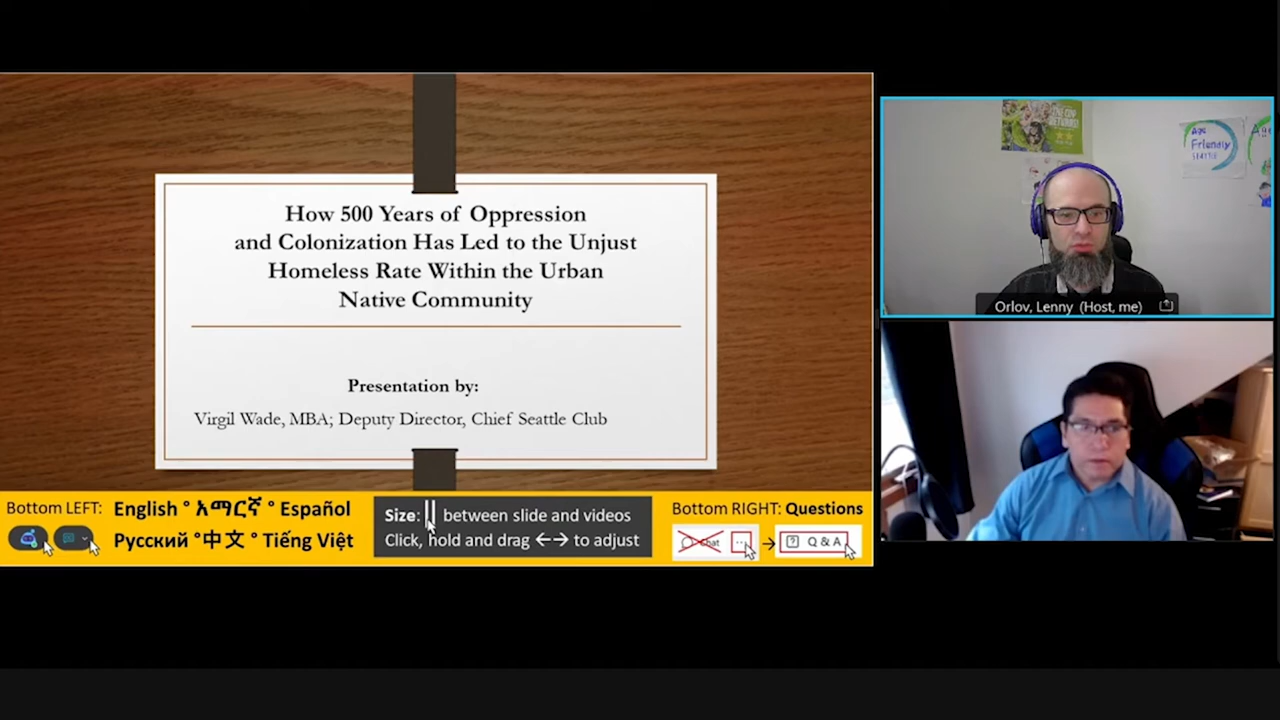 How 500 Years of Oppression
and Colonization Has Led to the Unjust
Homeless Rate Within the Urban
Native Community
Presentation by:
Virgil Wade, MBA; Deputy Director, Chief Seattle Club
Bottom LEFT:
English ° አማርኛ ° Español
Русский °中文 ° Tiếng Việt
Size: || between slide and videos
Click, hold and drag ←→ to adjust
Bottom RIGHT: Questions
Chat ... → ? Q & A
Age
Friendly
SEATTLE
Age
Orlov, Lenny (Host, me)